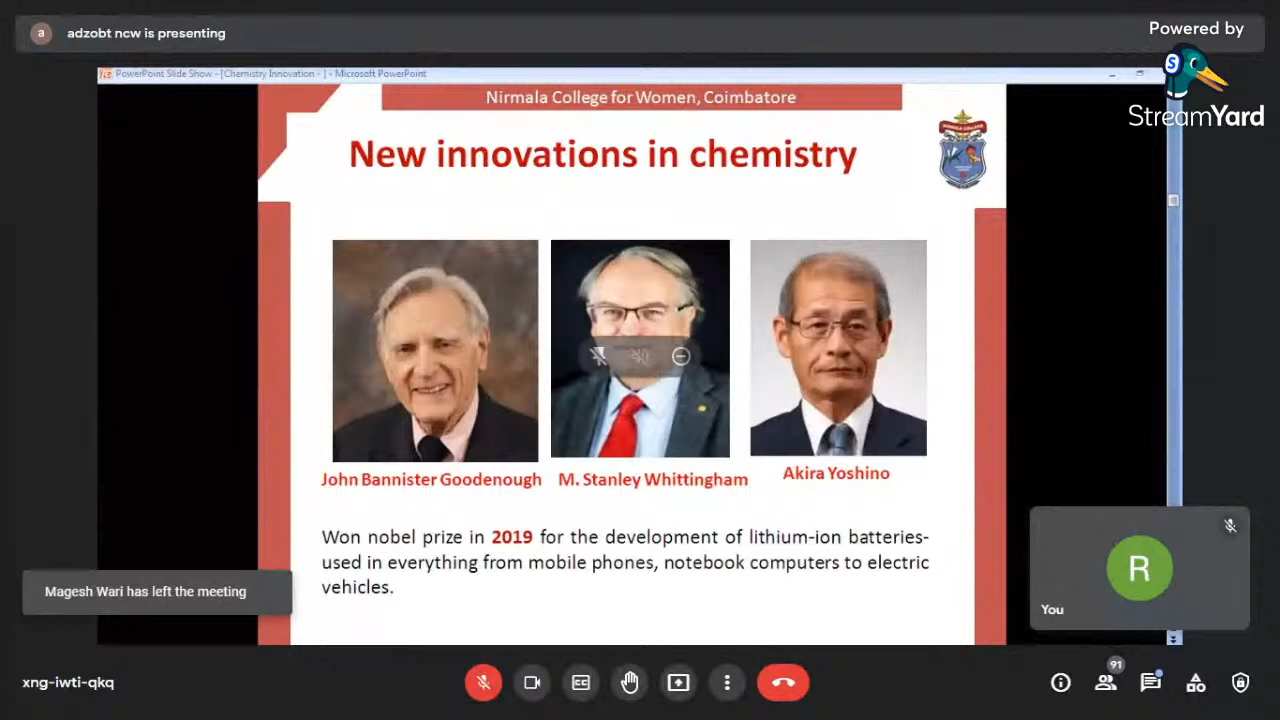 a adzobt ncw is presenting
Powered by
StreamYard
PowerPoint Slide Show - [Chemistry Innovation - ] - Microsoft PowerPoint
Nirmala College for Women, Coimbatore
New innovations in chemistry
John Bannister Goodenough
M. Stanley Whittingham
Akira Yoshino
Won nobel prize in 2019 for the development of lithium-ion batteries-
used in everything from mobile phones, notebook computers to electric
vehicles.
Magesh Wari has left the meeting
R
You
xng-iwti-qkq
CC
91